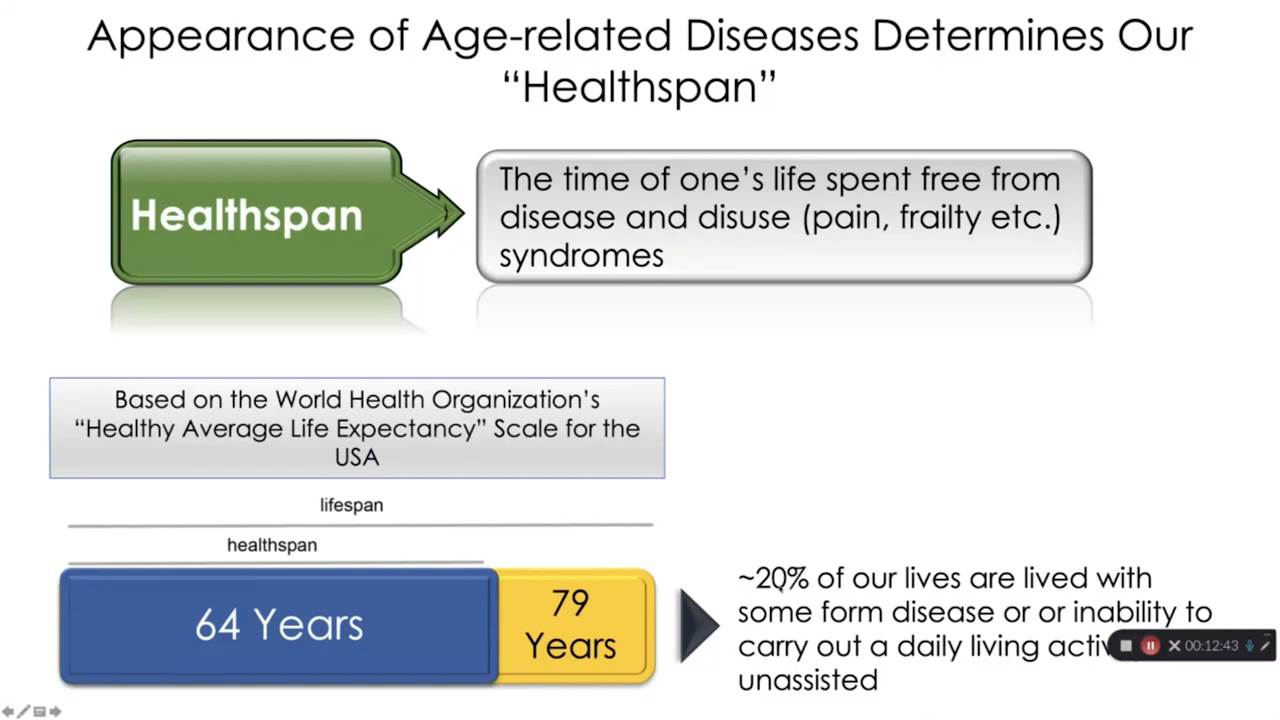 Appearance of Age-related Diseases Determines Our
“Healthspan”
Healthspan
The time of one’s life spent free from
disease and disuse (pain, frailty etc.)
syndromes
Based on the World Health Organization’s
“Healthy Average Life Expectancy” Scale for the
USA
lifespan
healthspan
64 Years
79
Years
~20% of our lives are lived with
some form disease or or inability to
carry out a daily living
unassisted
00:12:43